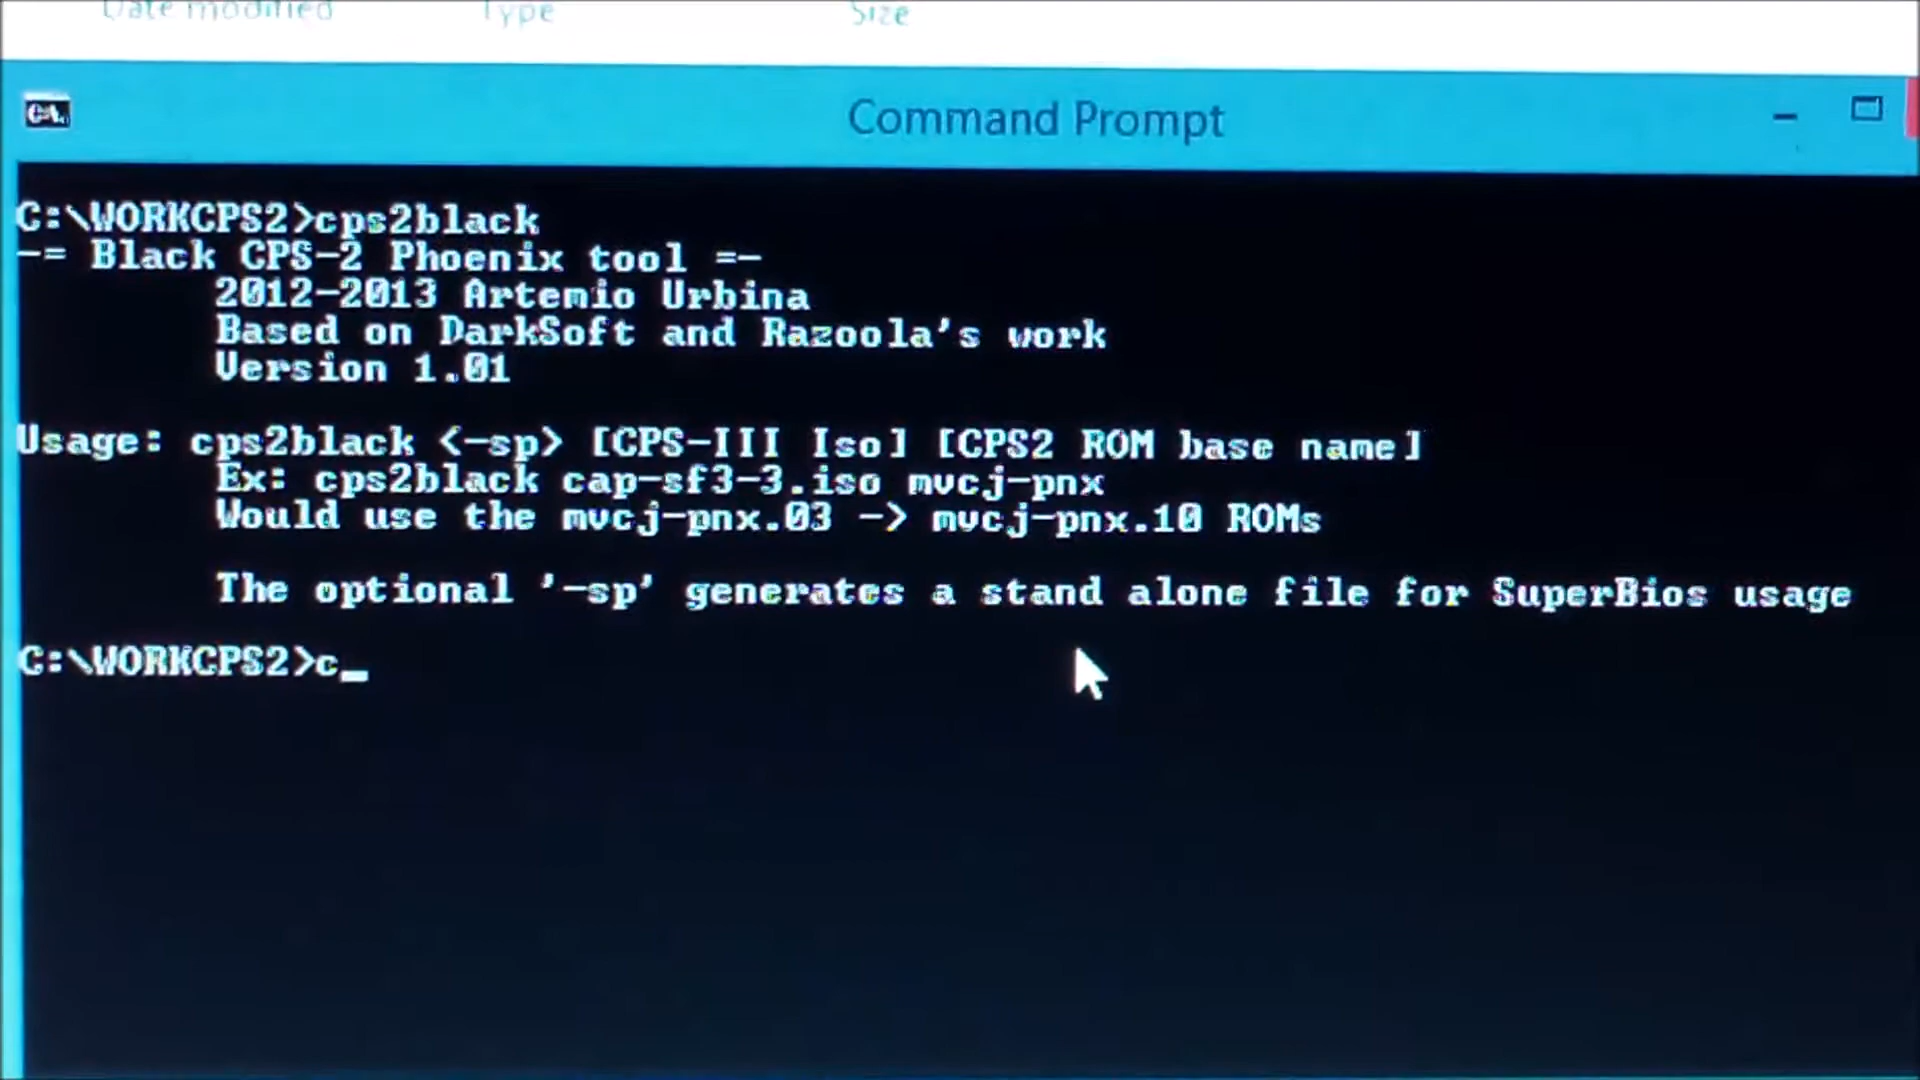 Date modified Type Size
Command Prompt
C:\WORKCPS2>cps2black
-= Black CPS-2 Phoenix tool =-
2012-2013 Artemio Urbina
Based on DarkSoft and Razoola's work
Version 1.01
Usage: cps2black <-sp> [CPS-III Iso] [CPS2 ROM base name]
Ex: cps2black cap-sf3-3.iso mvcj-pnx
Would use the mvcj-pnx.03 -> mvcj-pnx.10 ROMs
The optional '-sp' generates a stand alone file for SuperBios usage
C:\WORKCPS2>c_